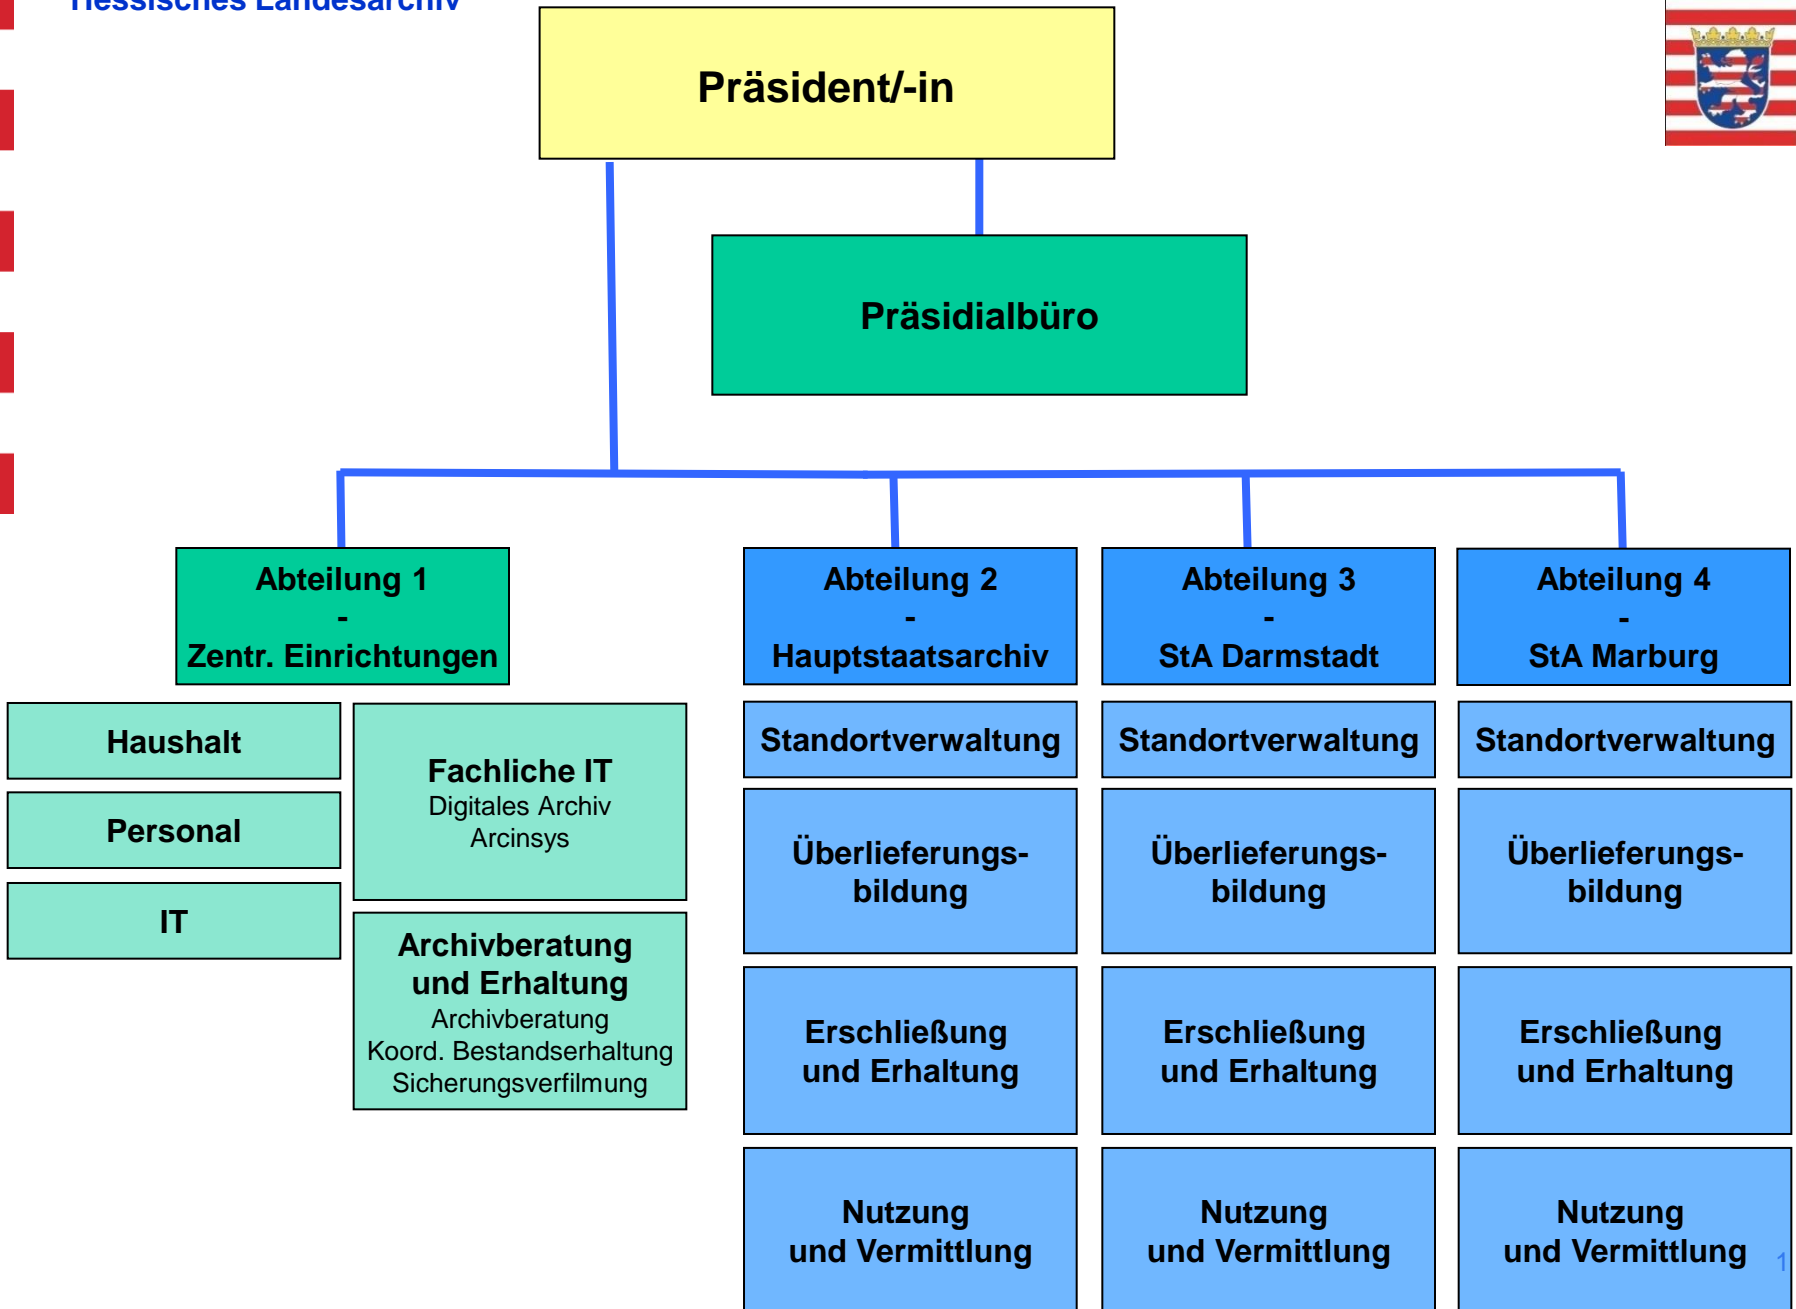 Hessisches Landesarchiv
Präsident/-in
Präsidialbüro
Abteilung 1
-
Zentr. Einrichtungen
Haushalt
Personal
IT
Fachliche IT
Digitales Archiv
Arcinsys
Archivberatung
und Erhaltung
Archivberatung
Koord. Bestandserhaltung
Sicherungsverfilmung
Abteilung 2
-
Hauptstaatsarchiv
Standortverwaltung
Überlieferungs-
bildung
Erschließung
und Erhaltung
Nutzung
und Vermittlung
Abteilung 3
-
StA Darmstadt
Standortverwaltung
Überlieferungs-
bildung
Erschließung
und Erhaltung
Nutzung
und Vermittlung
Abteilung 4
-
StA Marburg
Standortverwaltung
Überlieferungs-
bildung
Erschließung
und Erhaltung
Nutzung
und Vermittlung
1